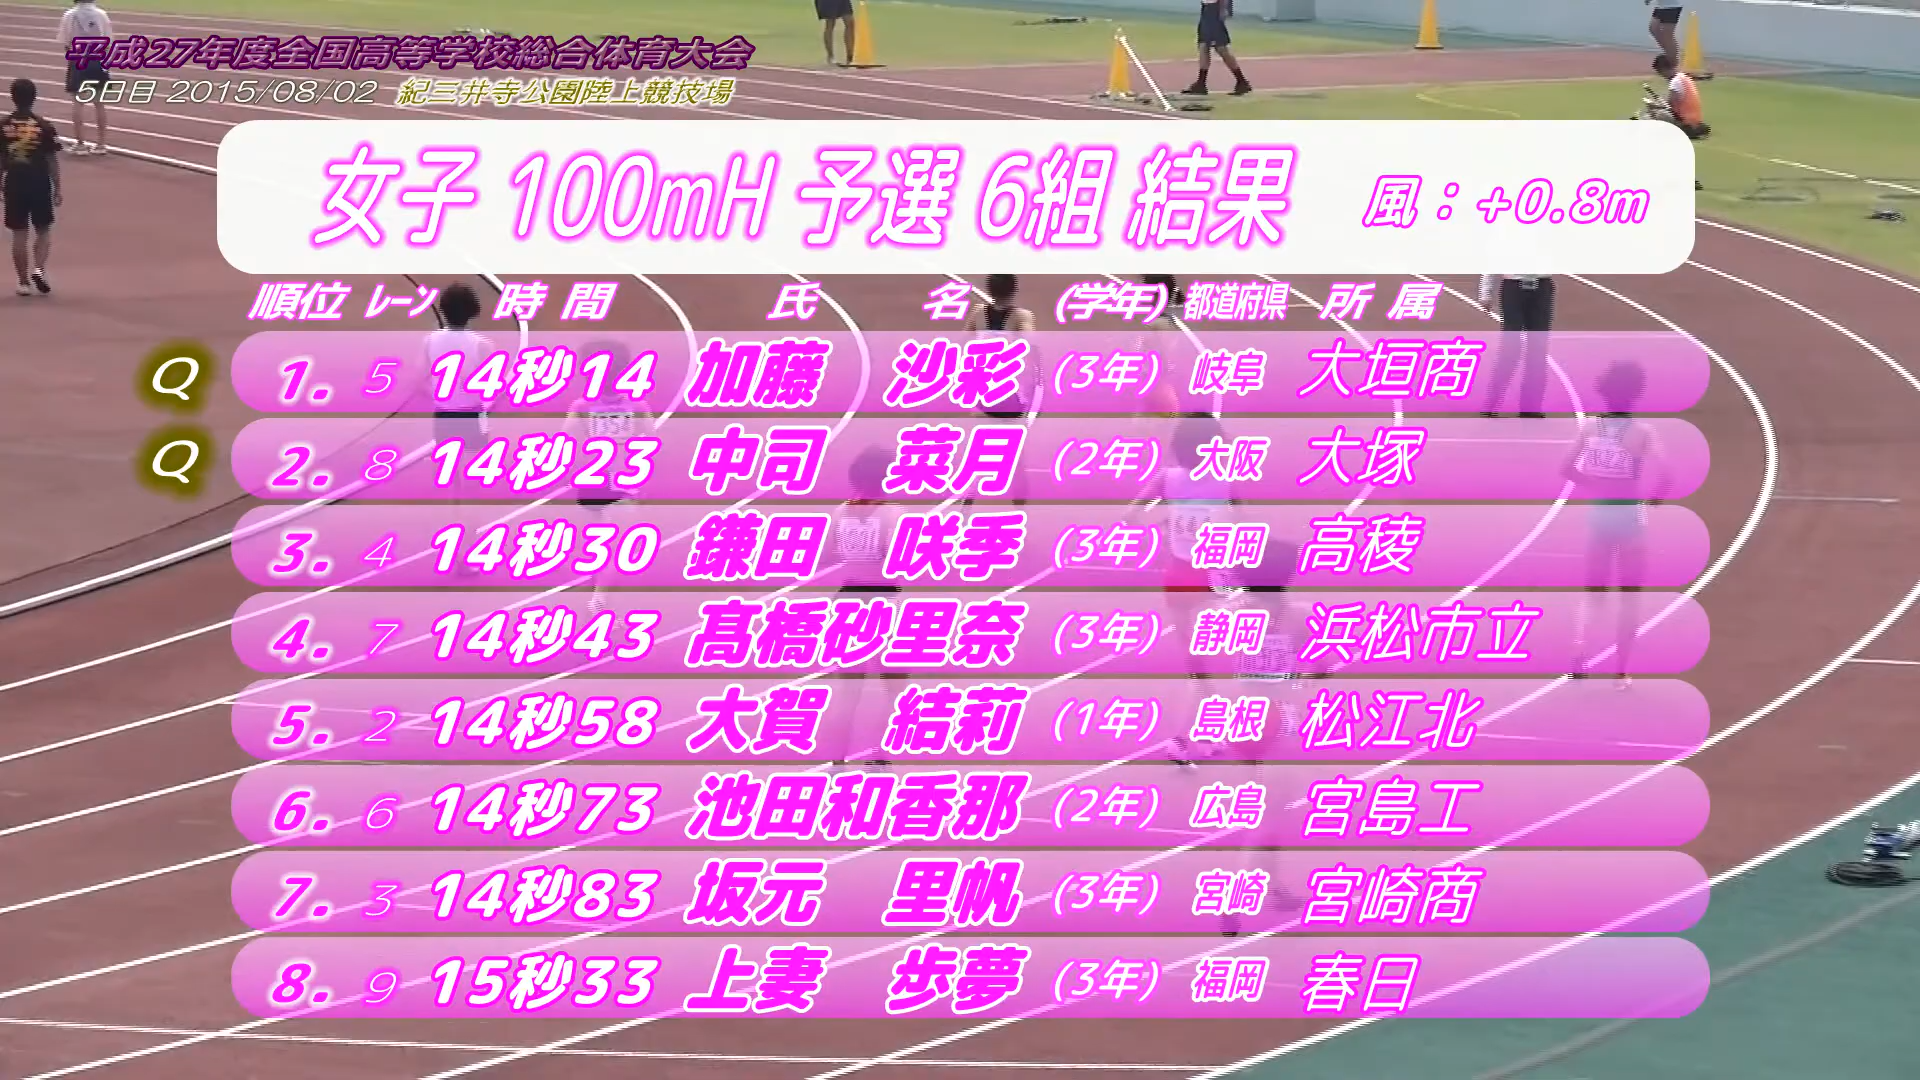 平成27年度全国高等学校総合体育大会
5日目 2015/08/02 紀三井寺公園陸上競技場
女子 100mH 予選 6組 結果 風：+0.8m
順位 ﾚｰﾝ 時間 氏名 (学年) 都道府県 所属
Q 1. 5 14秒14 加藤 沙彩 (3年) 岐阜 大垣商
Q 2. 8 14秒23 中司 菜月 (2年) 大阪 大塚
3. 4 14秒30 鎌田 咲季 (3年) 福岡 高稜
4. 7 14秒43 髙橋砂里奈 (3年) 静岡 浜松市立
5. 2 14秒58 大賀 結莉 (1年) 島根 松江北
6. 6 14秒73 池田和香那 (2年) 広島 宮島工
7. 3 14秒83 坂元 里帆 (3年) 宮崎 宮崎商
8. 9 15秒33 上妻 歩夢 (3年) 福岡 春日